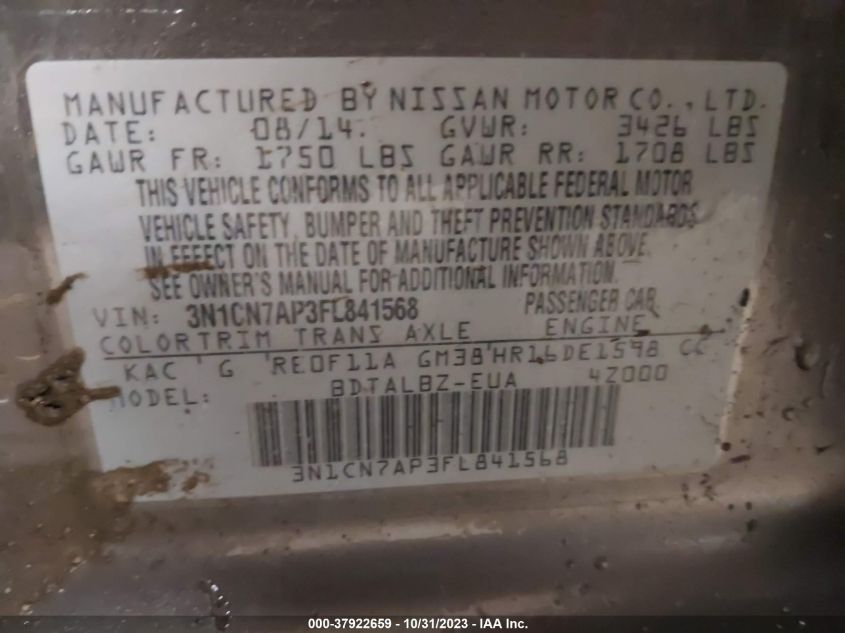 MANUFACTURED BY NISSAN MOTOR CO., LTD.
DATE: 08/14. GVWR: 3426 LBS
GAWR FR: 1750 LBS GAWR RR: 1708 LBS
THIS VEHICLE CONFORMS TO ALL APPLICABLE FEDERAL MOTOR
VEHICLE SAFETY, BUMPER AND THEFT PREVENTION STANDARDS
IN EFFECT ON THE DATE OF MANUFACTURE SHOWN ABOVE.
SEE OWNER'S MANUAL FOR ADDITIONAL INFORMATION.
VIN: 3N1CN7AP3FL841568 PASSENGER CAR
COLOR TRIM TRANS AXLE ENGINE
KAC G RE0F11A GM38 HR16DE1598 CC
MODEL: BDTALBZ-EUA 4Z000
3N1CN7AP3FL841568
000-37922659 - 10/31/2023 - IAA Inc.